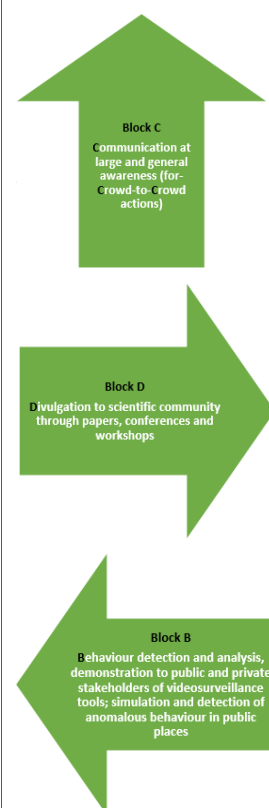 Block C
Communication at
large and general
awareness (for-
Crowd-to-Crowd
actions)
Block D
Divulgation to scientific community
through papers, conferences and
workshops
Block B
Behaviour detection and analysis,
demonstration to public and private
stakeholders of videosurveillance
tools; simulation and detection of
anomalous behaviour in public
places